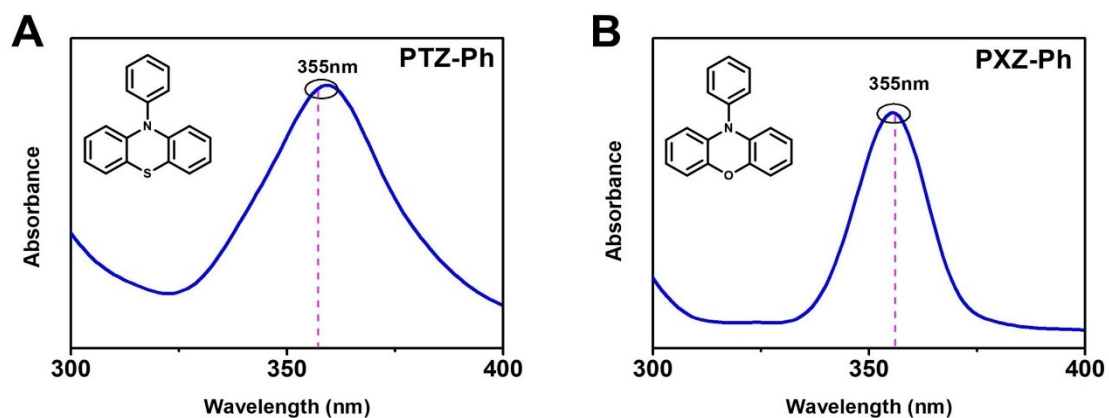 A
PTZ-Ph
355nm
N
S
Absorbance
300
350
400
Wavelength (nm)
B
PXZ-Ph
355nm
N
O
Absorbance
300
350
400
Wavelength (nm)